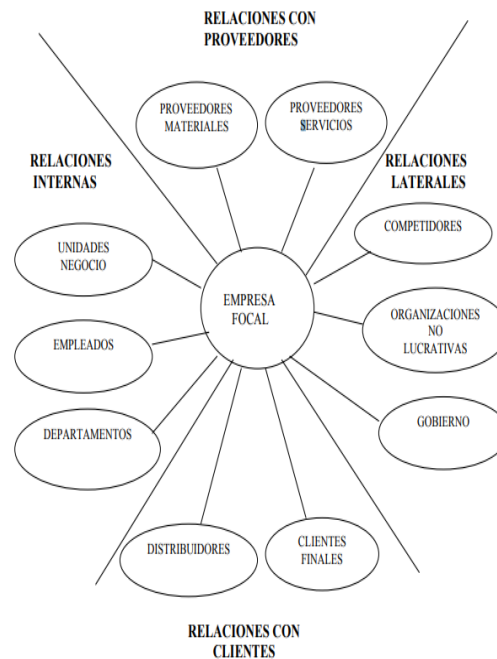 RELACIONES CON
PROVEEDORES
PROVEEDORES
MATERIALES
PROVEEDORES
SERVICIOS
RELACIONES
INTERNAS
RELACIONES
LATERALES
UNIDADES
NEGOCIO
COMPETIDORES
EMPRESA
FOCAL
EMPLEADOS
ORGANIZACIONES
NO
LUCRATIVAS
DEPARTAMENTOS
GOBIERNO
DISTRIBUIDORES
CLIENTES
FINALES
RELACIONES CON
CLIENTES